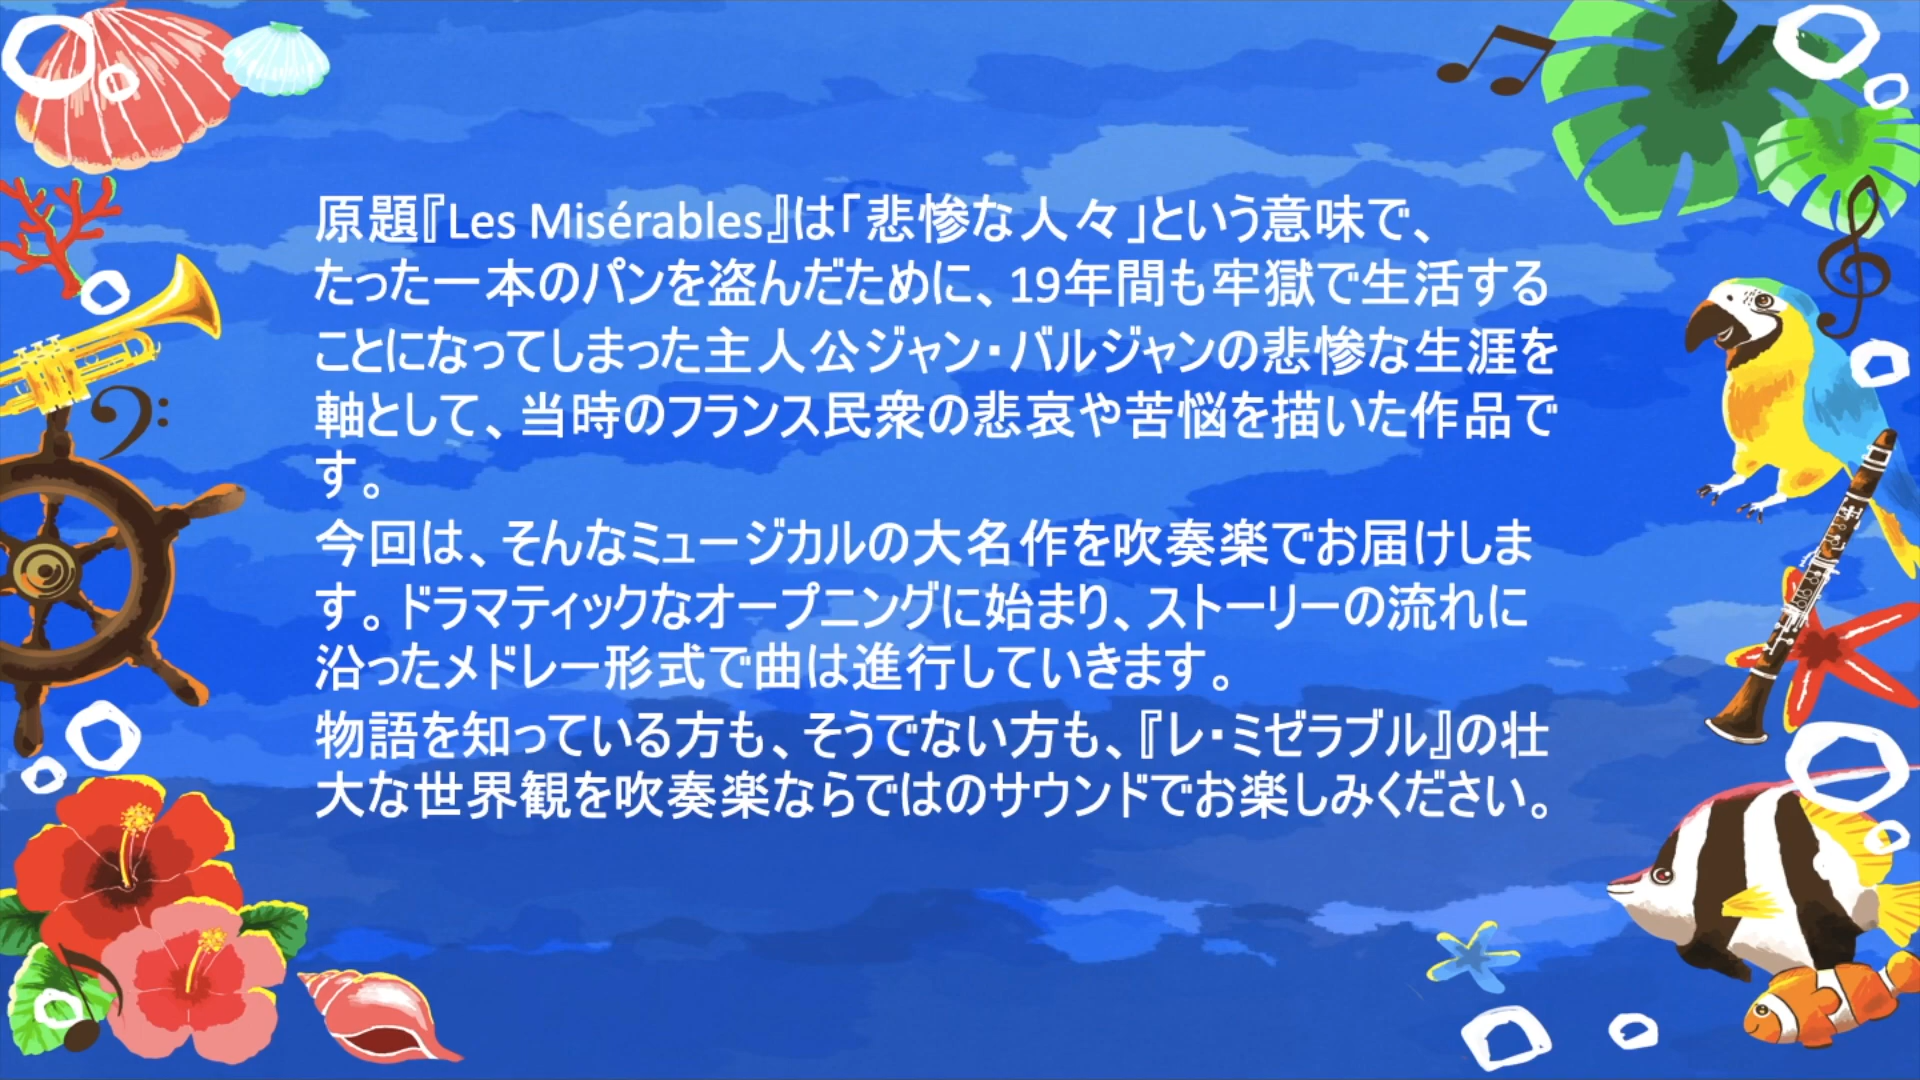 原題『Les Misérables』は「悲惨な人々」という意味で、
たった一本のパンを盗んだために、19年間も牢獄で生活する
ことになってしまった主人公ジャン・バルジャンの悲惨な生涯を
軸として、当時のフランス民衆の悲哀や苦悩を描いた作品で
す。
今回は、そんなミュージカルの大名作を吹奏楽でお届けしま
す。ドラマティックなオープニングに始まり、ストーリーの流れに
沿ったメドレー形式で曲は進行していきます。
物語を知っている方も、そうでない方も、『レ・ミゼラブル』の壮
大な世界観を吹奏楽ならではのサウンドでお楽しみください。